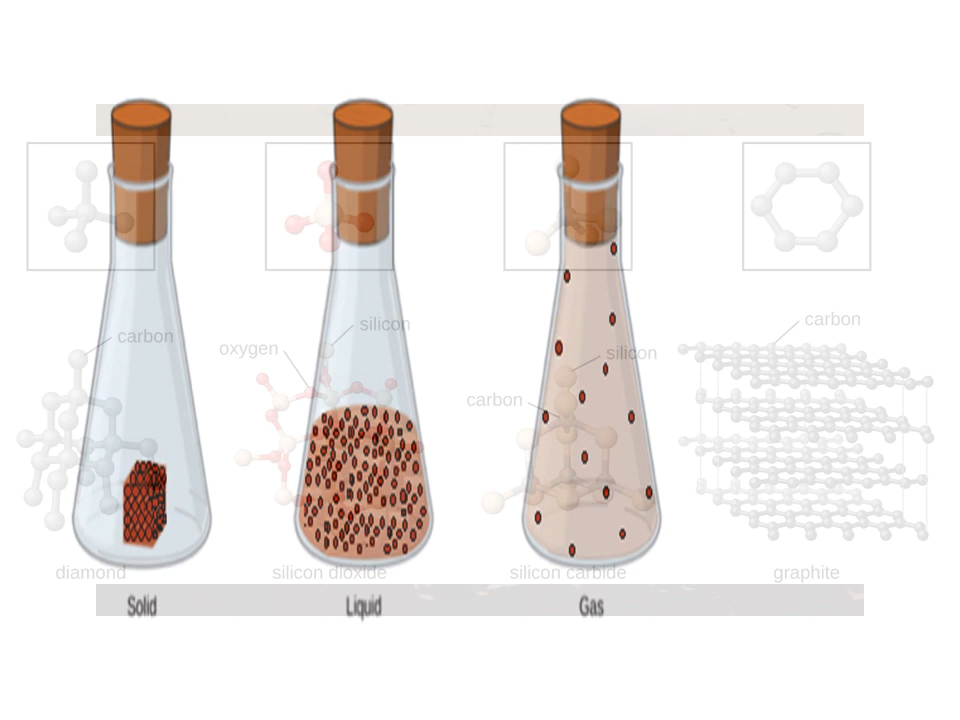 carbon
silicon
oxygen
silicon
carbon
carbon
diamond
silicon dioxide
silicon carbide
graphite
Solid
Liquid
Gas